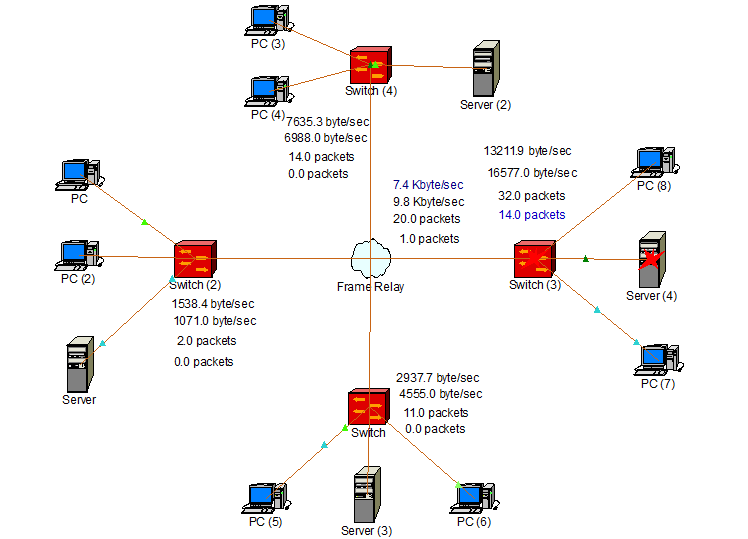 PC (3)
PC (4)
Switch (4)
Server (2)
7635.3 byte/sec
6988.0 byte/sec
14.0 packets
0.0 packets
13211.9 byte/sec
16577.0 byte/sec
32.0 packets
14.0 packets
PC (8)
PC
7.4 Kbyte/sec
9.8 Kbyte/sec
20.0 packets
1.0 packets
PC (2)
Switch (2)
Frame Relay
Switch (3)
Server (4)
1538.4 byte/sec
1071.0 byte/sec
2.0 packets
0.0 packets
Server
PC (7)
2937.7 byte/sec
4555.0 byte/sec
11.0 packets
0.0 packets
Switch
PC (5)
Server (3)
PC (6)